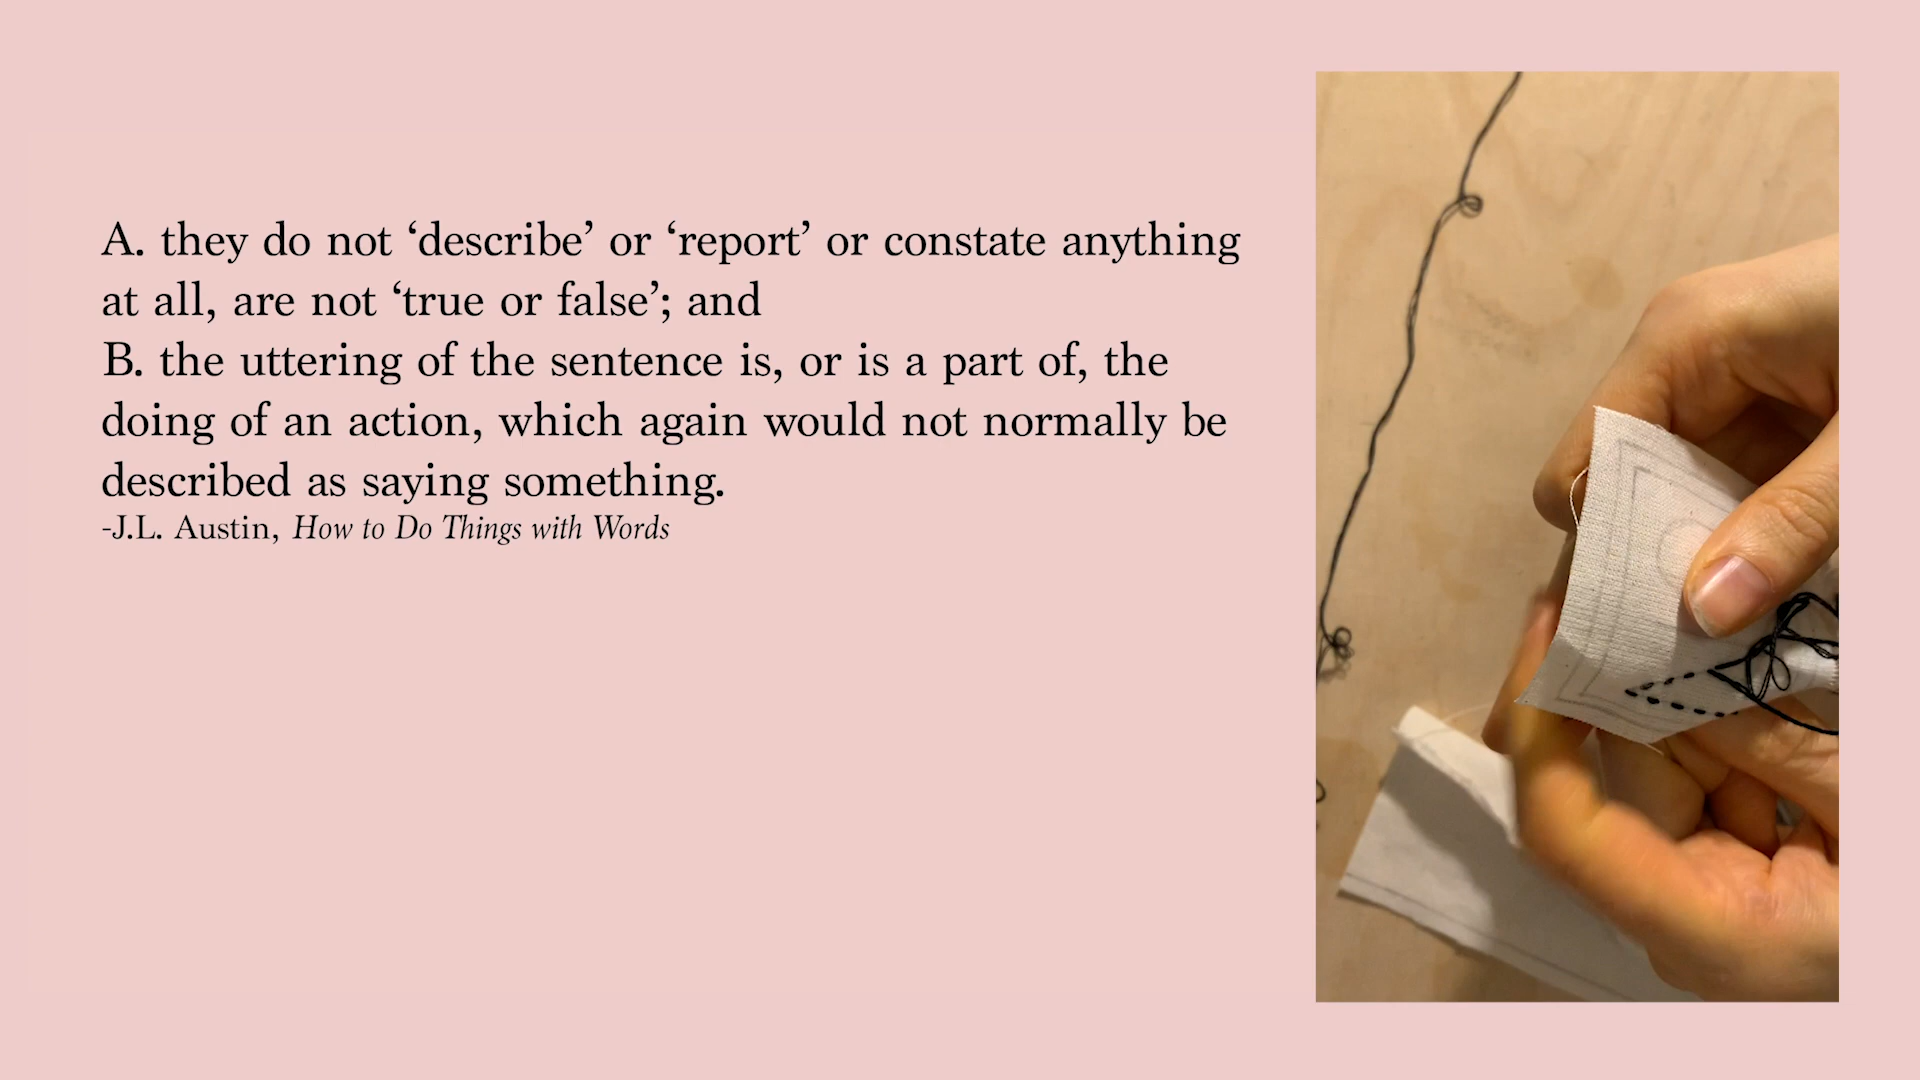 A. they do not ‘describe’ or ‘report’ or constate anything
at all, are not ‘true or false’; and
B. the uttering of the sentence is, or is a part of, the
doing of an action, which again would not normally be
described as saying something.
-J.L. Austin, How to Do Things with Words